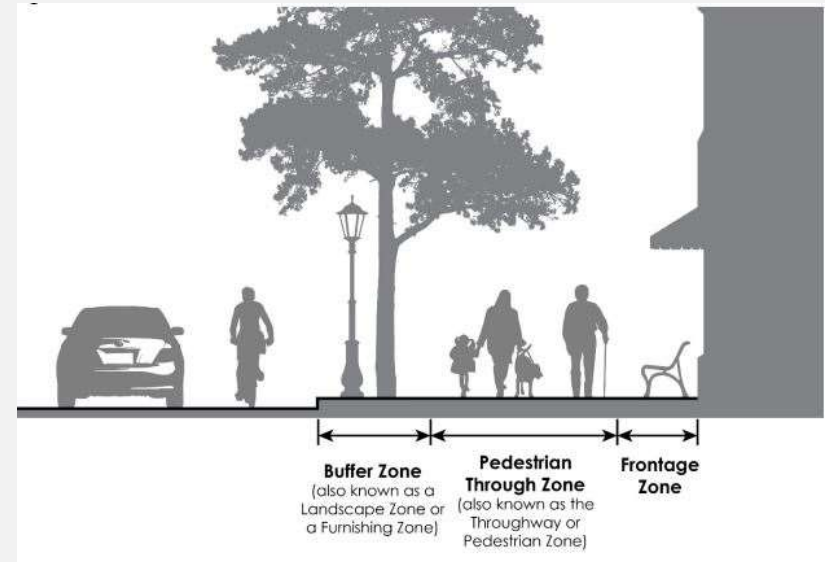 Buffer Zone
(also known as a
Landscape Zone or
a Furnishing Zone)
Pedestrian
Through Zone
(also known as the
Throughway or
Pedestrian Zone)
Frontage
Zone